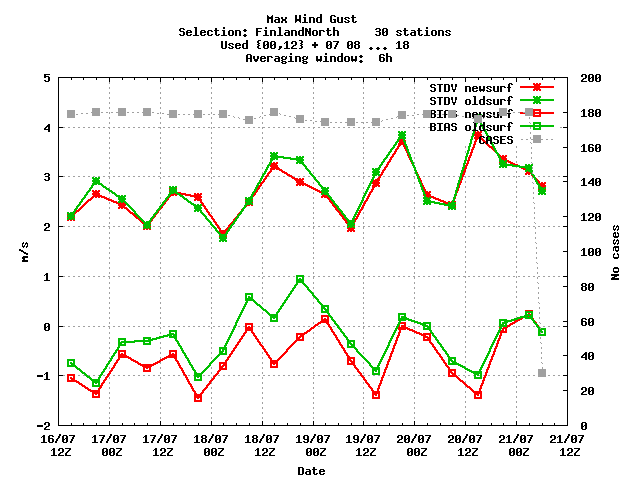 Max Wind Gust
Selection: FinlandNorth 30 stations
Used {00,12} + 07 08 ... 18
Averaging window: 6h
STDV newsurf
STDV oldsurf
BIAS newsurf
BIAS oldsurf
CASES
5
4
3
2
1
0
-1
-2
m/s
200
180
160
140
120
100
80
60
40
20
0
No cases
16/07 17/07 17/07 18/07 18/07 19/07 19/07 20/07 20/07 21/07 21/07
12Z 00Z 12Z 00Z 12Z 00Z 12Z 00Z 12Z 00Z 12Z
Date